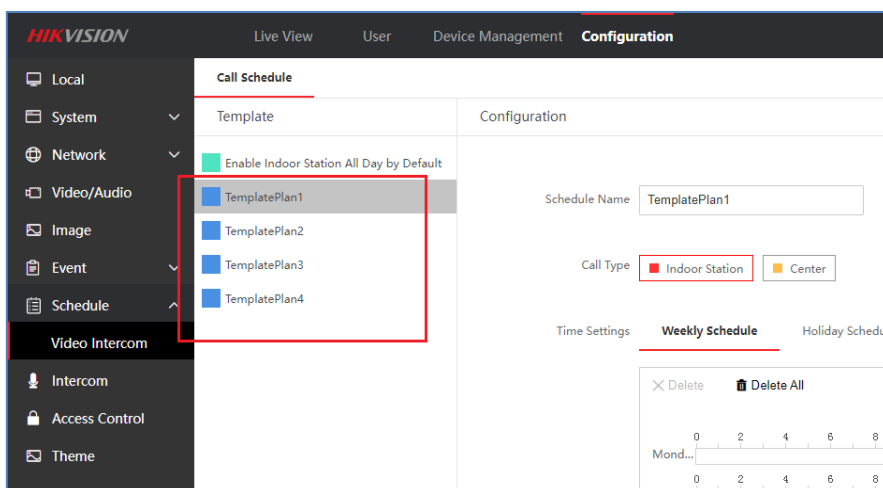 HIKVISION
Live View
User
Device Management
Configuration
Local
System
Network
Video/Audio
Image
Event
Schedule
Video Intercom
Intercom
Access Control
Theme
Call Schedule
Template
Enable Indoor Station All Day by Default
TemplatePlan1
TemplatePlan2
TemplatePlan3
TemplatePlan4
Configuration
Schedule Name
TemplatePlan1
Call Type
Indoor Station
Center
Time Settings
Weekly Schedule
Holiday Schedu
Delete
Delete All
0 2 4 6 8
Mond...
0 2 4 6 8